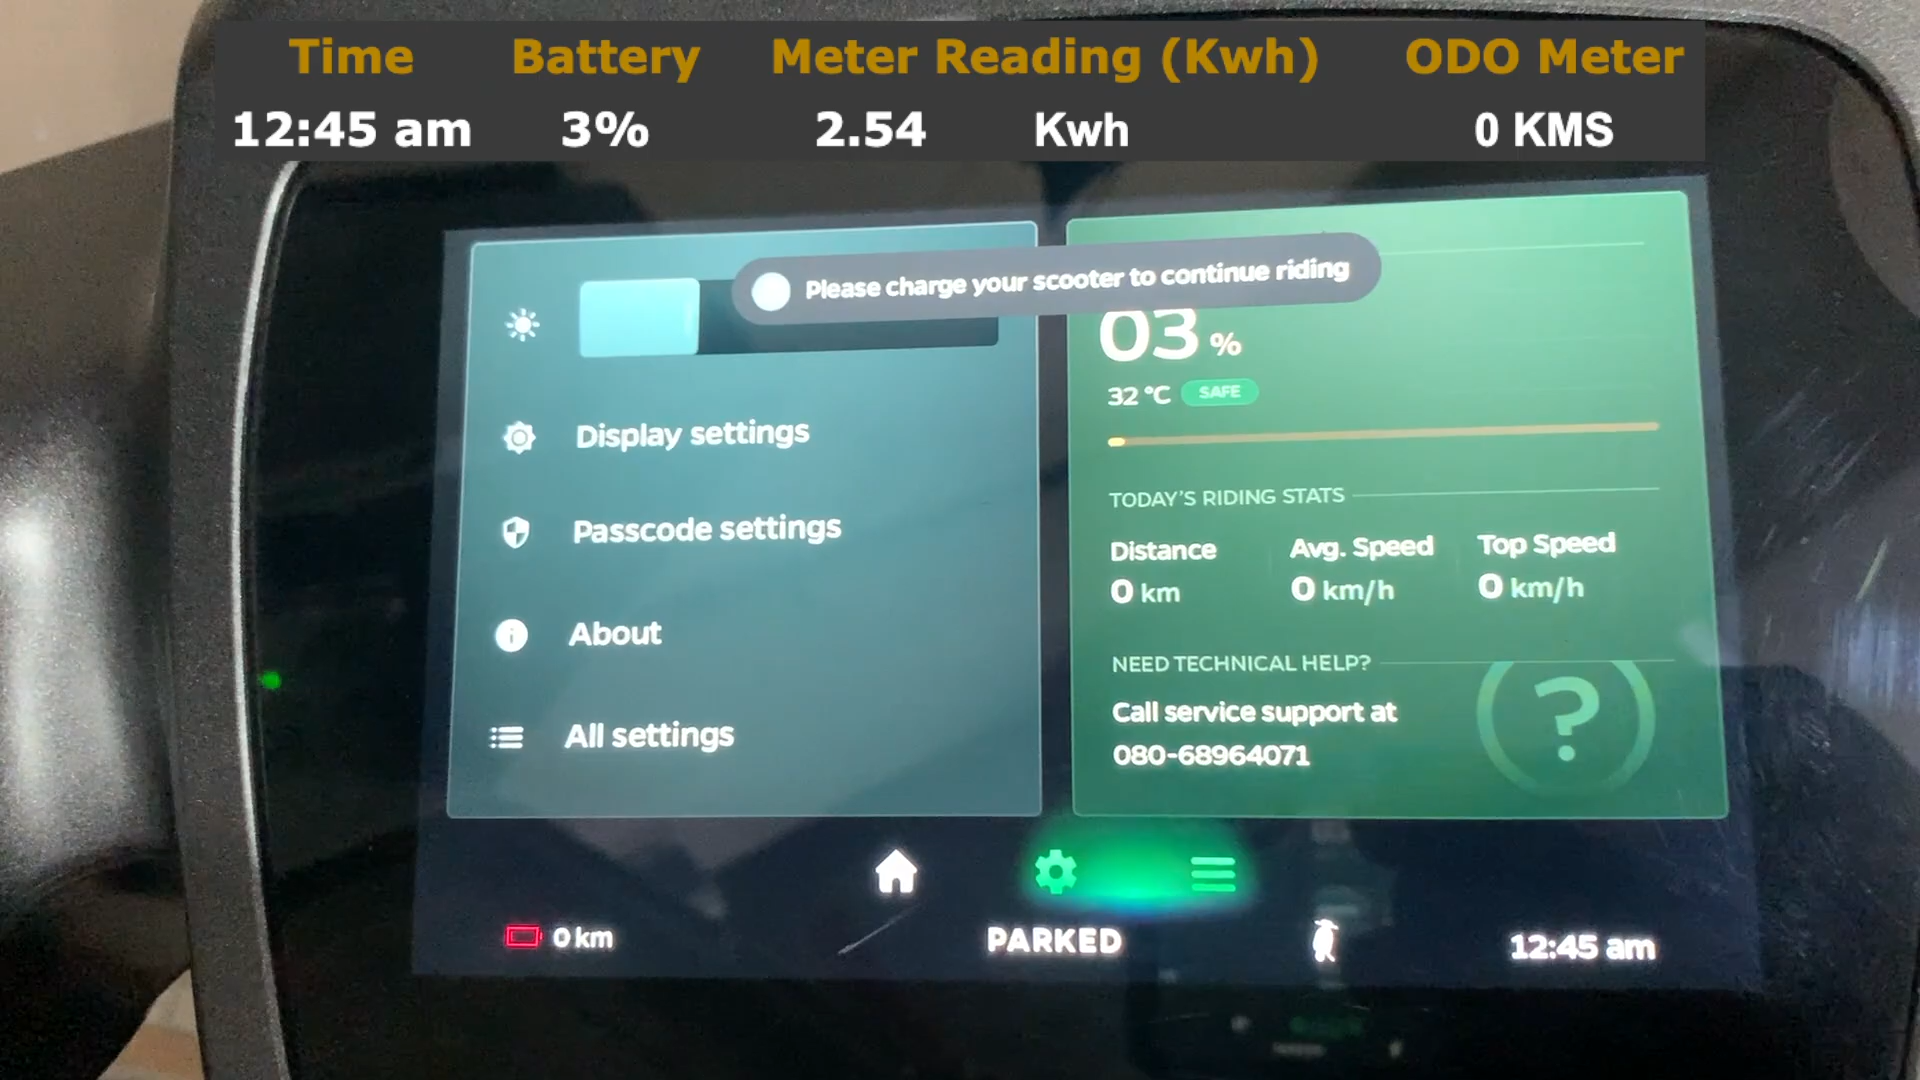 Time Battery Meter Reading (Kwh) ODO Meter
12:45 am 3% 2.54 Kwh 0 KMS
Please charge your scooter to continue riding
03 %
32 °C SAFE
Display settings
Passcode settings
About
All settings
TODAY'S RIDING STATS
Distance Avg. Speed Top Speed
0 km 0 km/h 0 km/h
NEED TECHNICAL HELP?
Call service support at
080-68964071
?
0 km PARKED 12:45 am